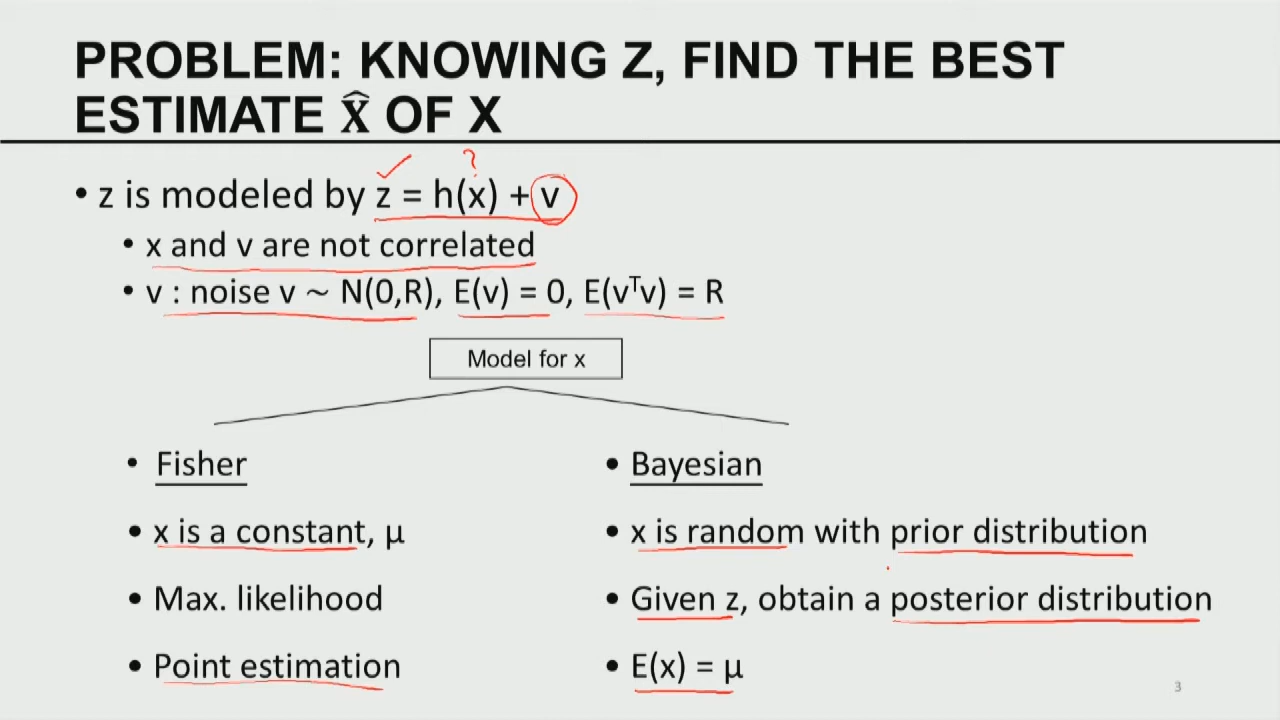 PROBLEM: KNOWING Z, FIND THE BEST
ESTIMATE X̂ OF X
?
• z is modeled by z = h(x) + v
• x and v are not correlated
• v : noise v ~ N(0,R), E(v) = 0, E(vᵀv) = R
Model for x
• Fisher
• Bayesian
• x is a constant, μ
• x is random with prior distribution
• Max. likelihood
• Given z, obtain a posterior distribution
• Point estimation
• E(x) = μ
3